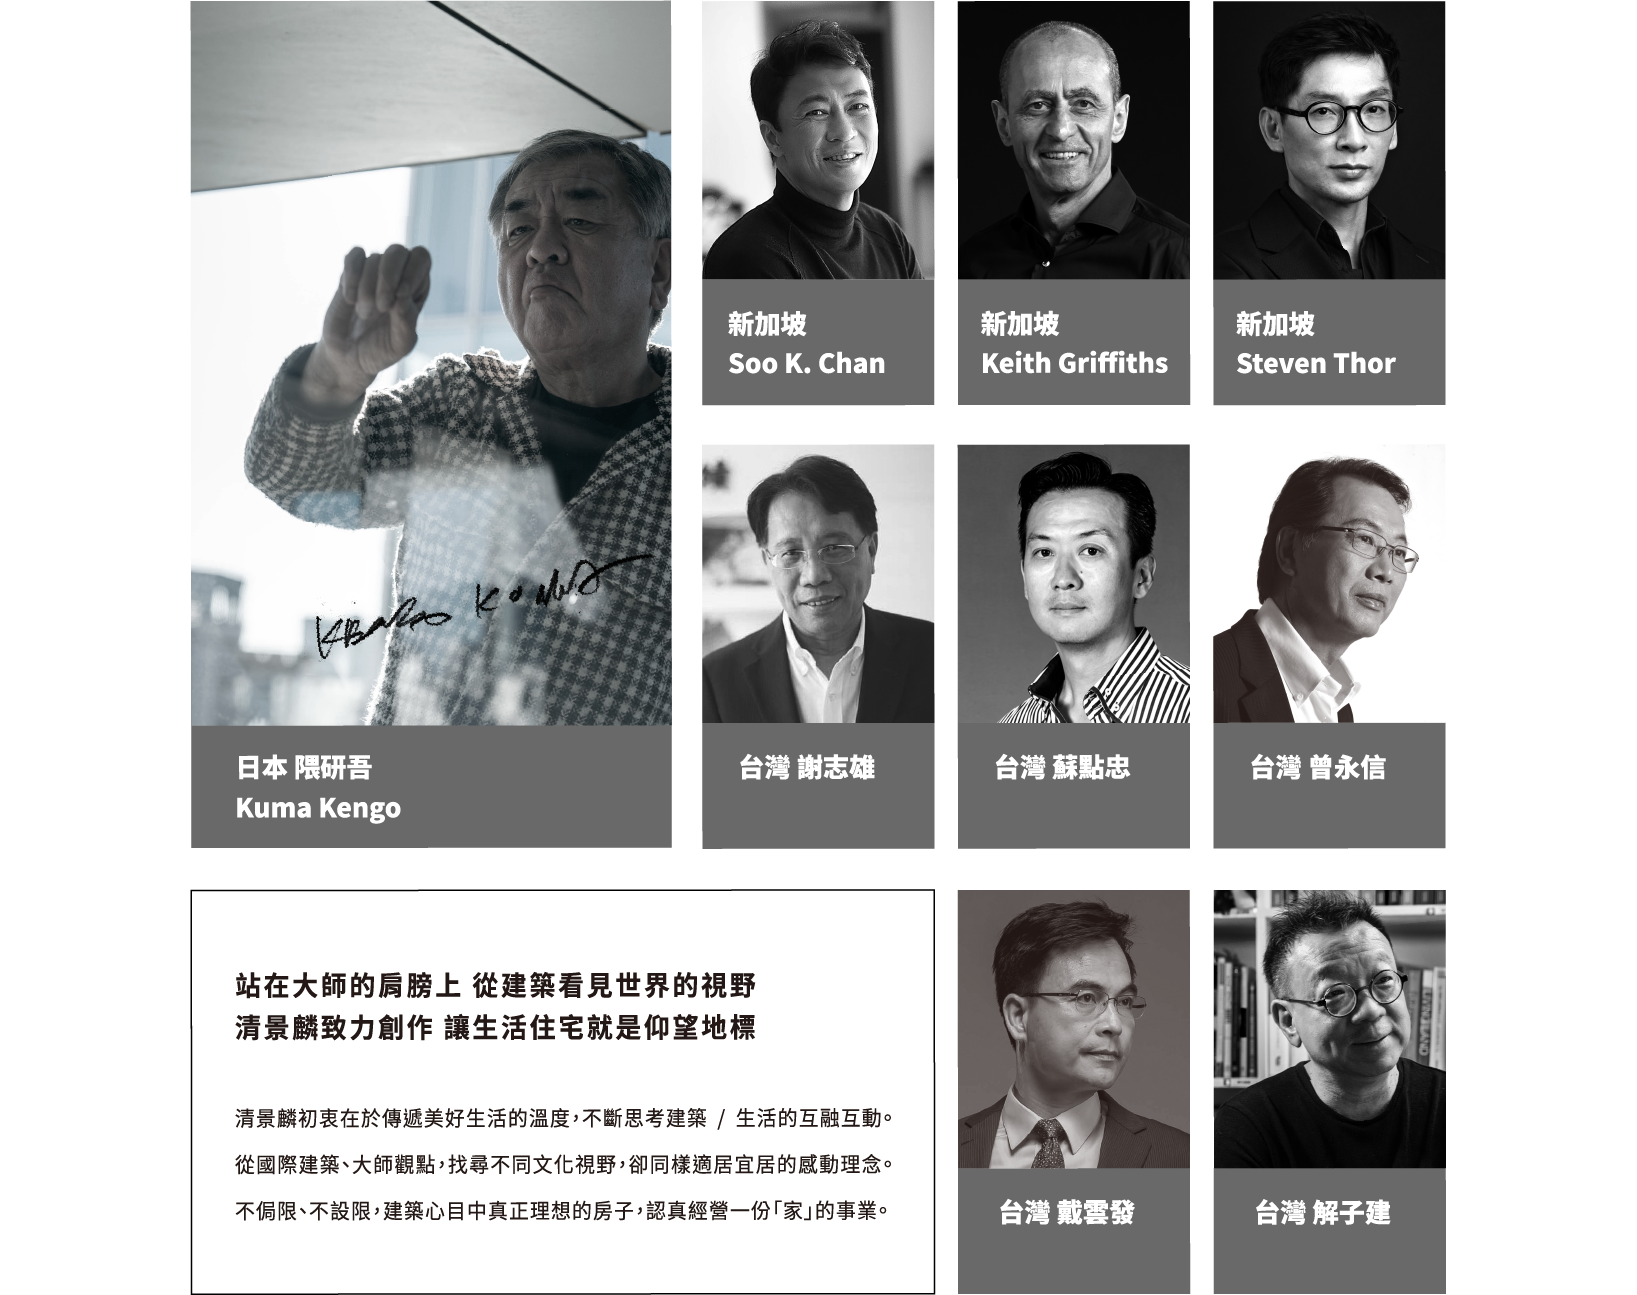 KENGO KUMA
日本 隈研吾
Kuma Kengo
新加坡
Soo K. Chan
新加坡
Keith Griffiths
新加坡
Steven Thor
台灣 謝志雄
台灣 蘇點忠
台灣 曾永信
站在大師的肩膀上 從建築看見世界的視野
清景麟致力創作 讓生活住宅就是仰望地標
清景麟初衷在於傳遞美好生活的溫度，不斷思考建築 / 生活的互融互動。
從國際建築、大師觀點，找尋不同文化視野，卻同樣適居宜居的感動理念。
不侷限、不設限，建築心目中真正理想的房子，認真經營一份「家」的事業。
台灣 戴雲發
台灣 解子建